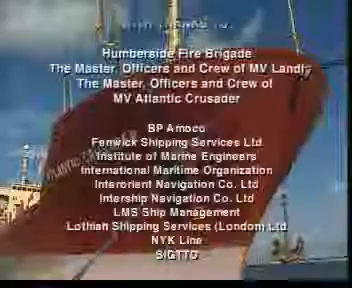 Humberside Fire Brigade
The Master, Officers and Crew of MV Landi
The Master, Officers and Crew of
MV Atlantic Crusader
BP Amoco
Fenwick Shipping Services Ltd
Institute of Marine Engineers
International Maritime Organization
Interorient Navigation Co. Ltd
Intership Navigation Co. Ltd
LMS Ship Management
Lothian Shipping Services (London) Ltd
NYK Line
SIGTTO